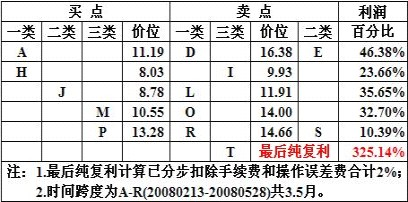 买 点 卖 点 利润
一类 二类 三类 价位 一类 三类 价位 二类 百分比
A 11.19 D 16.38 E 46.38%
H 8.03 I 9.93 23.66%
J 8.78 L 11.91 35.65%
M 10.55 O 14.00 32.70%
P 13.28 R 14.66 S 10.39%
T 最后纯复利 325.14%
注：1.最后纯复利计算已分步扣除手续费和操作误差费合计2%；
2.时间跨度为A-R(20080213-20080528)共3.5月。